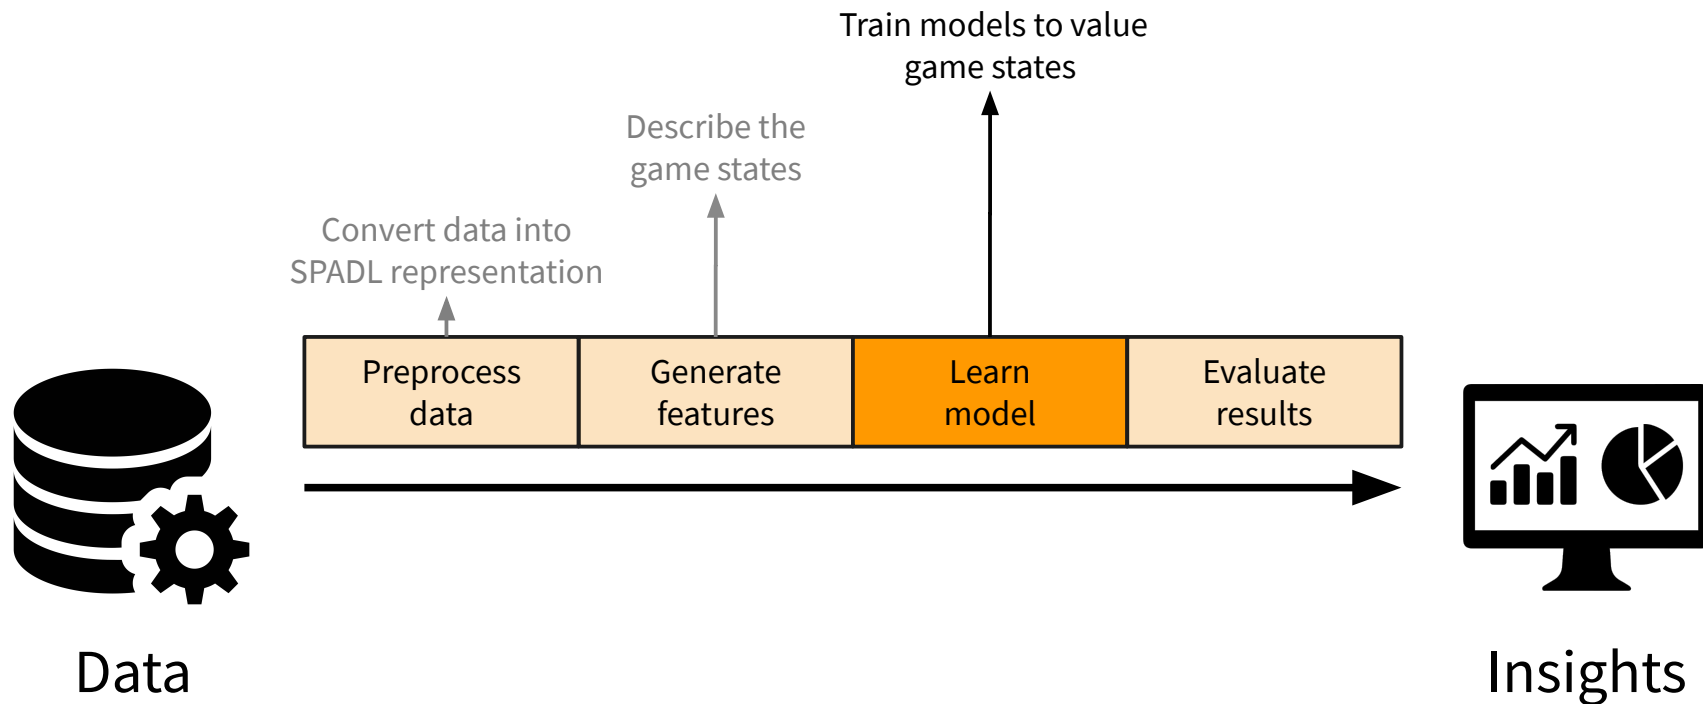 Train models to value
game states
Describe the
game states
Convert data into
SPADL representation
Preprocess
data
Generate
features
Learn
model
Evaluate
results
Data
Insights